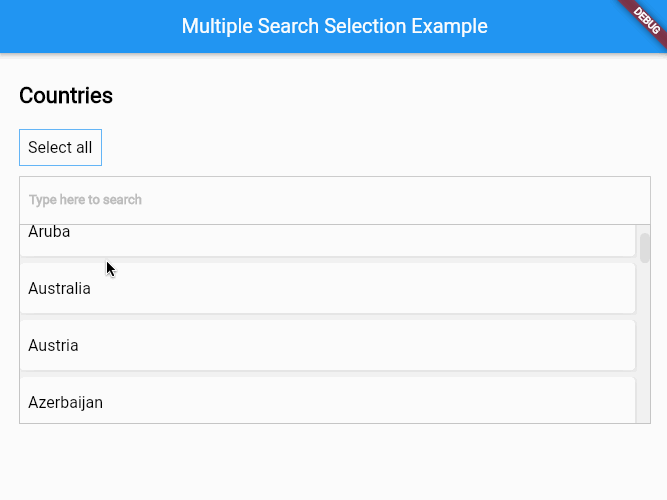 Multiple Search Selection Example
DEBUG
Countries
Select all
Type here to search
Aruba
Australia
Austria
Azerbaijan